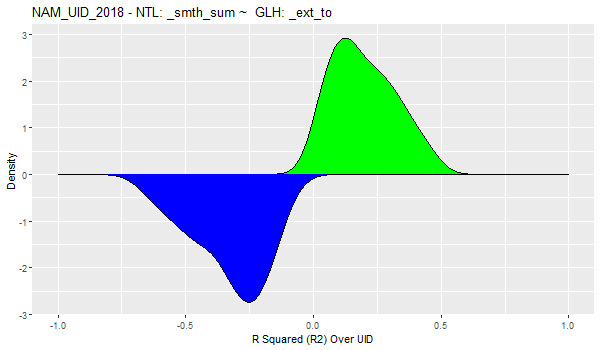 NAM_UID_2018 - NTL: _smth_sum ~  GLH: _ext_to
3
2
1
0
-1
-2
-3
Density
-1.0 -0.5 0.0 0.5 1.0
R Squared (R2) Over UID